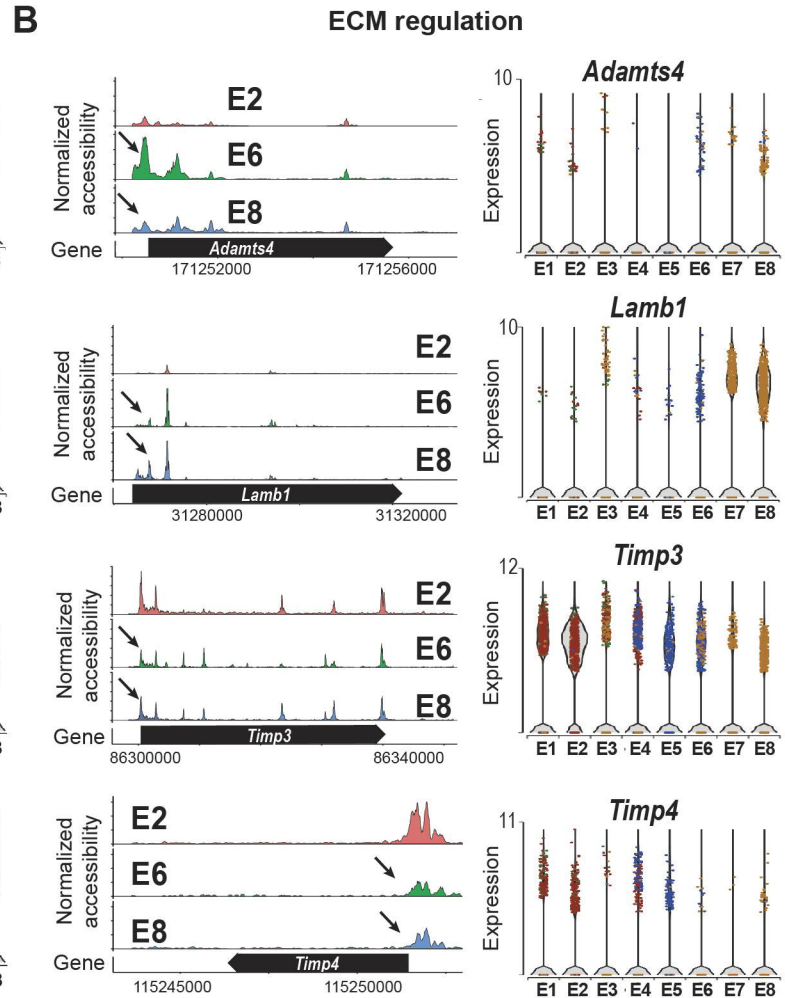 B
ECM regulation
Normalized accessibility
E2
E6
E8
Gene
Adamts4
171252000 171256000
Adamts4
10
Expression
E1 E2 E3 E4 E5 E6 E7 E8
Normalized accessibility
E2
E6
E8
Gene
Lamb1
31280000 31320000
Lamb1
10
Expression
E1 E2 E3 E4 E5 E6 E7 E8
Normalized accessibility
E2
E6
E8
Gene
Timp3
86300000 86340000
Timp3
12
Expression
E1 E2 E3 E4 E5 E6 E7 E8
Normalized accessibility
E2
E6
E8
Gene
Timp4
115245000 115250000
Timp4
11
Expression
E1 E2 E3 E4 E5 E6 E7 E8